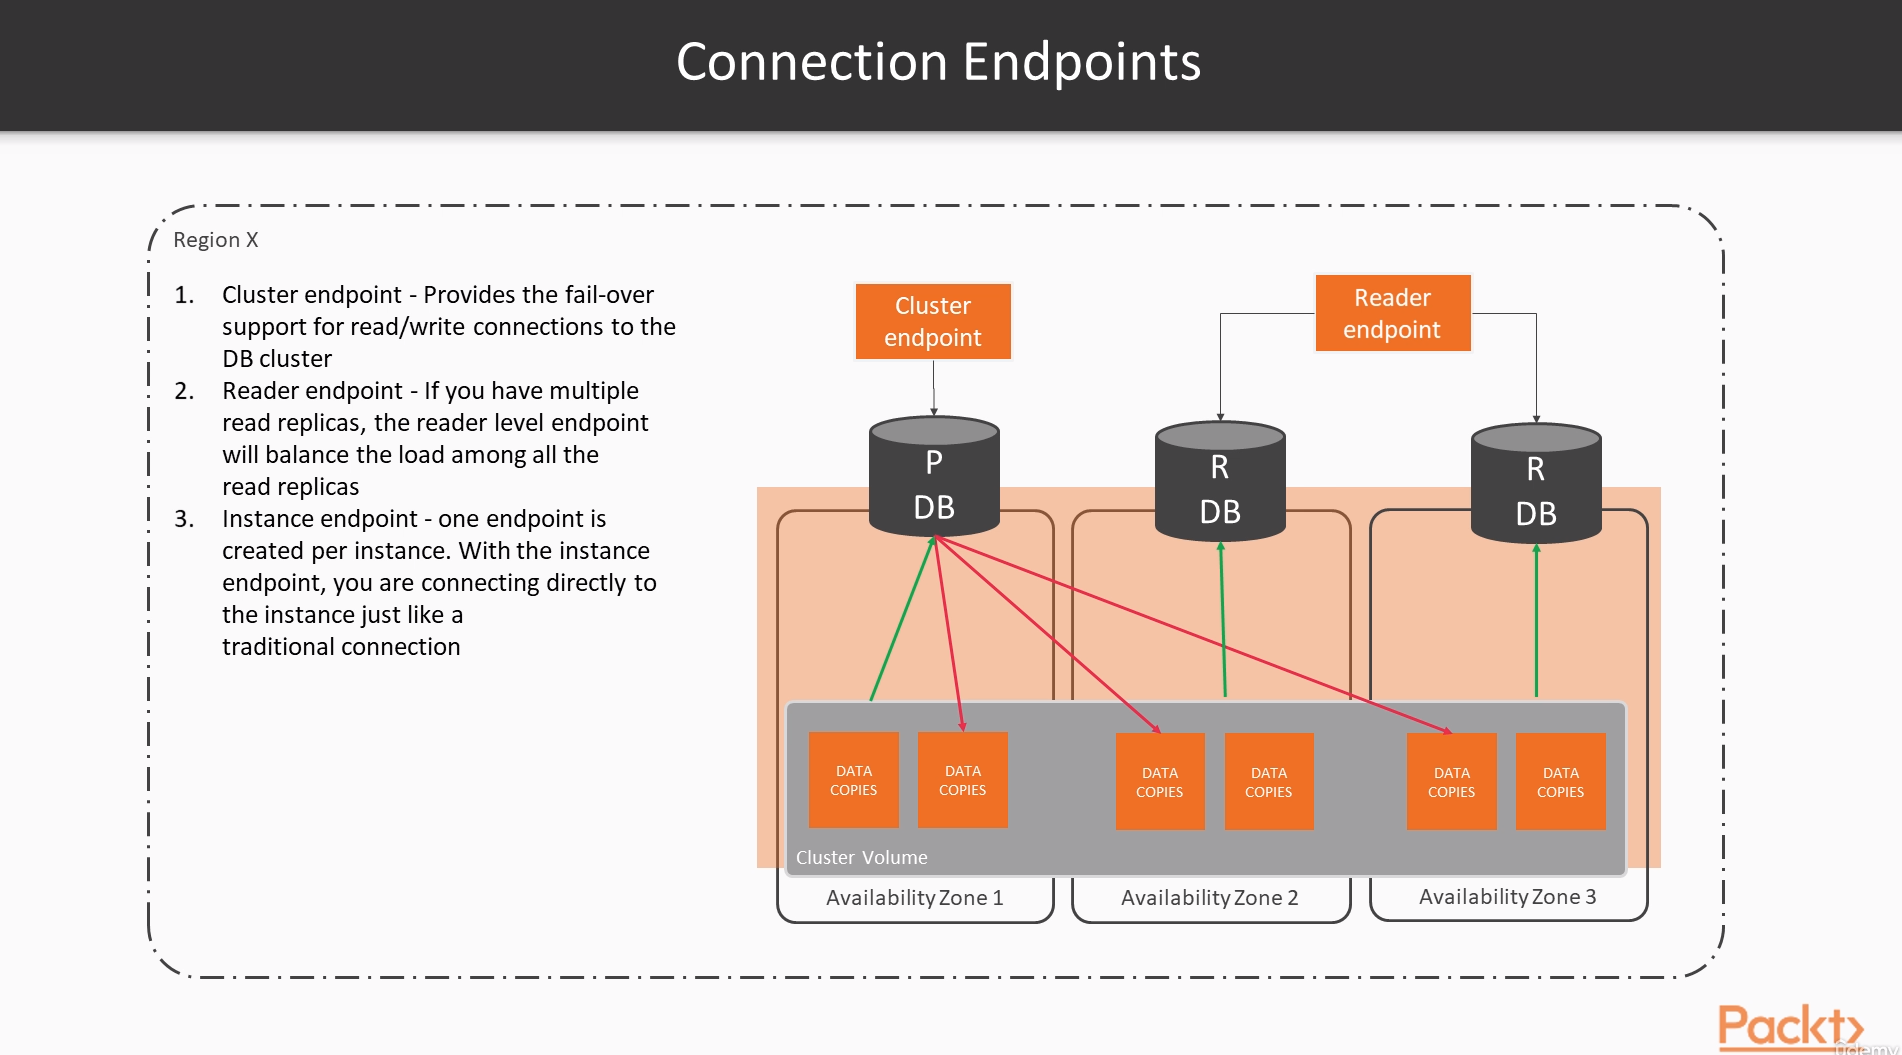 Connection Endpoints
Region X
1. Cluster endpoint - Provides the fail-over
support for read/write connections to the
DB cluster
2. Reader endpoint - If you have multiple
read replicas, the reader level endpoint
will balance the load among all the
read replicas
3. Instance endpoint - one endpoint is
created per instance. With the instance
endpoint, you are connecting directly to
the instance just like a
traditional connection
Cluster
endpoint
Reader
endpoint
P
DB
R
DB
R
DB
DATA
COPIES
DATA
COPIES
DATA
COPIES
DATA
COPIES
DATA
COPIES
DATA
COPIES
Cluster Volume
Availability Zone 1
Availability Zone 2
Availability Zone 3
Packt
ûdemy